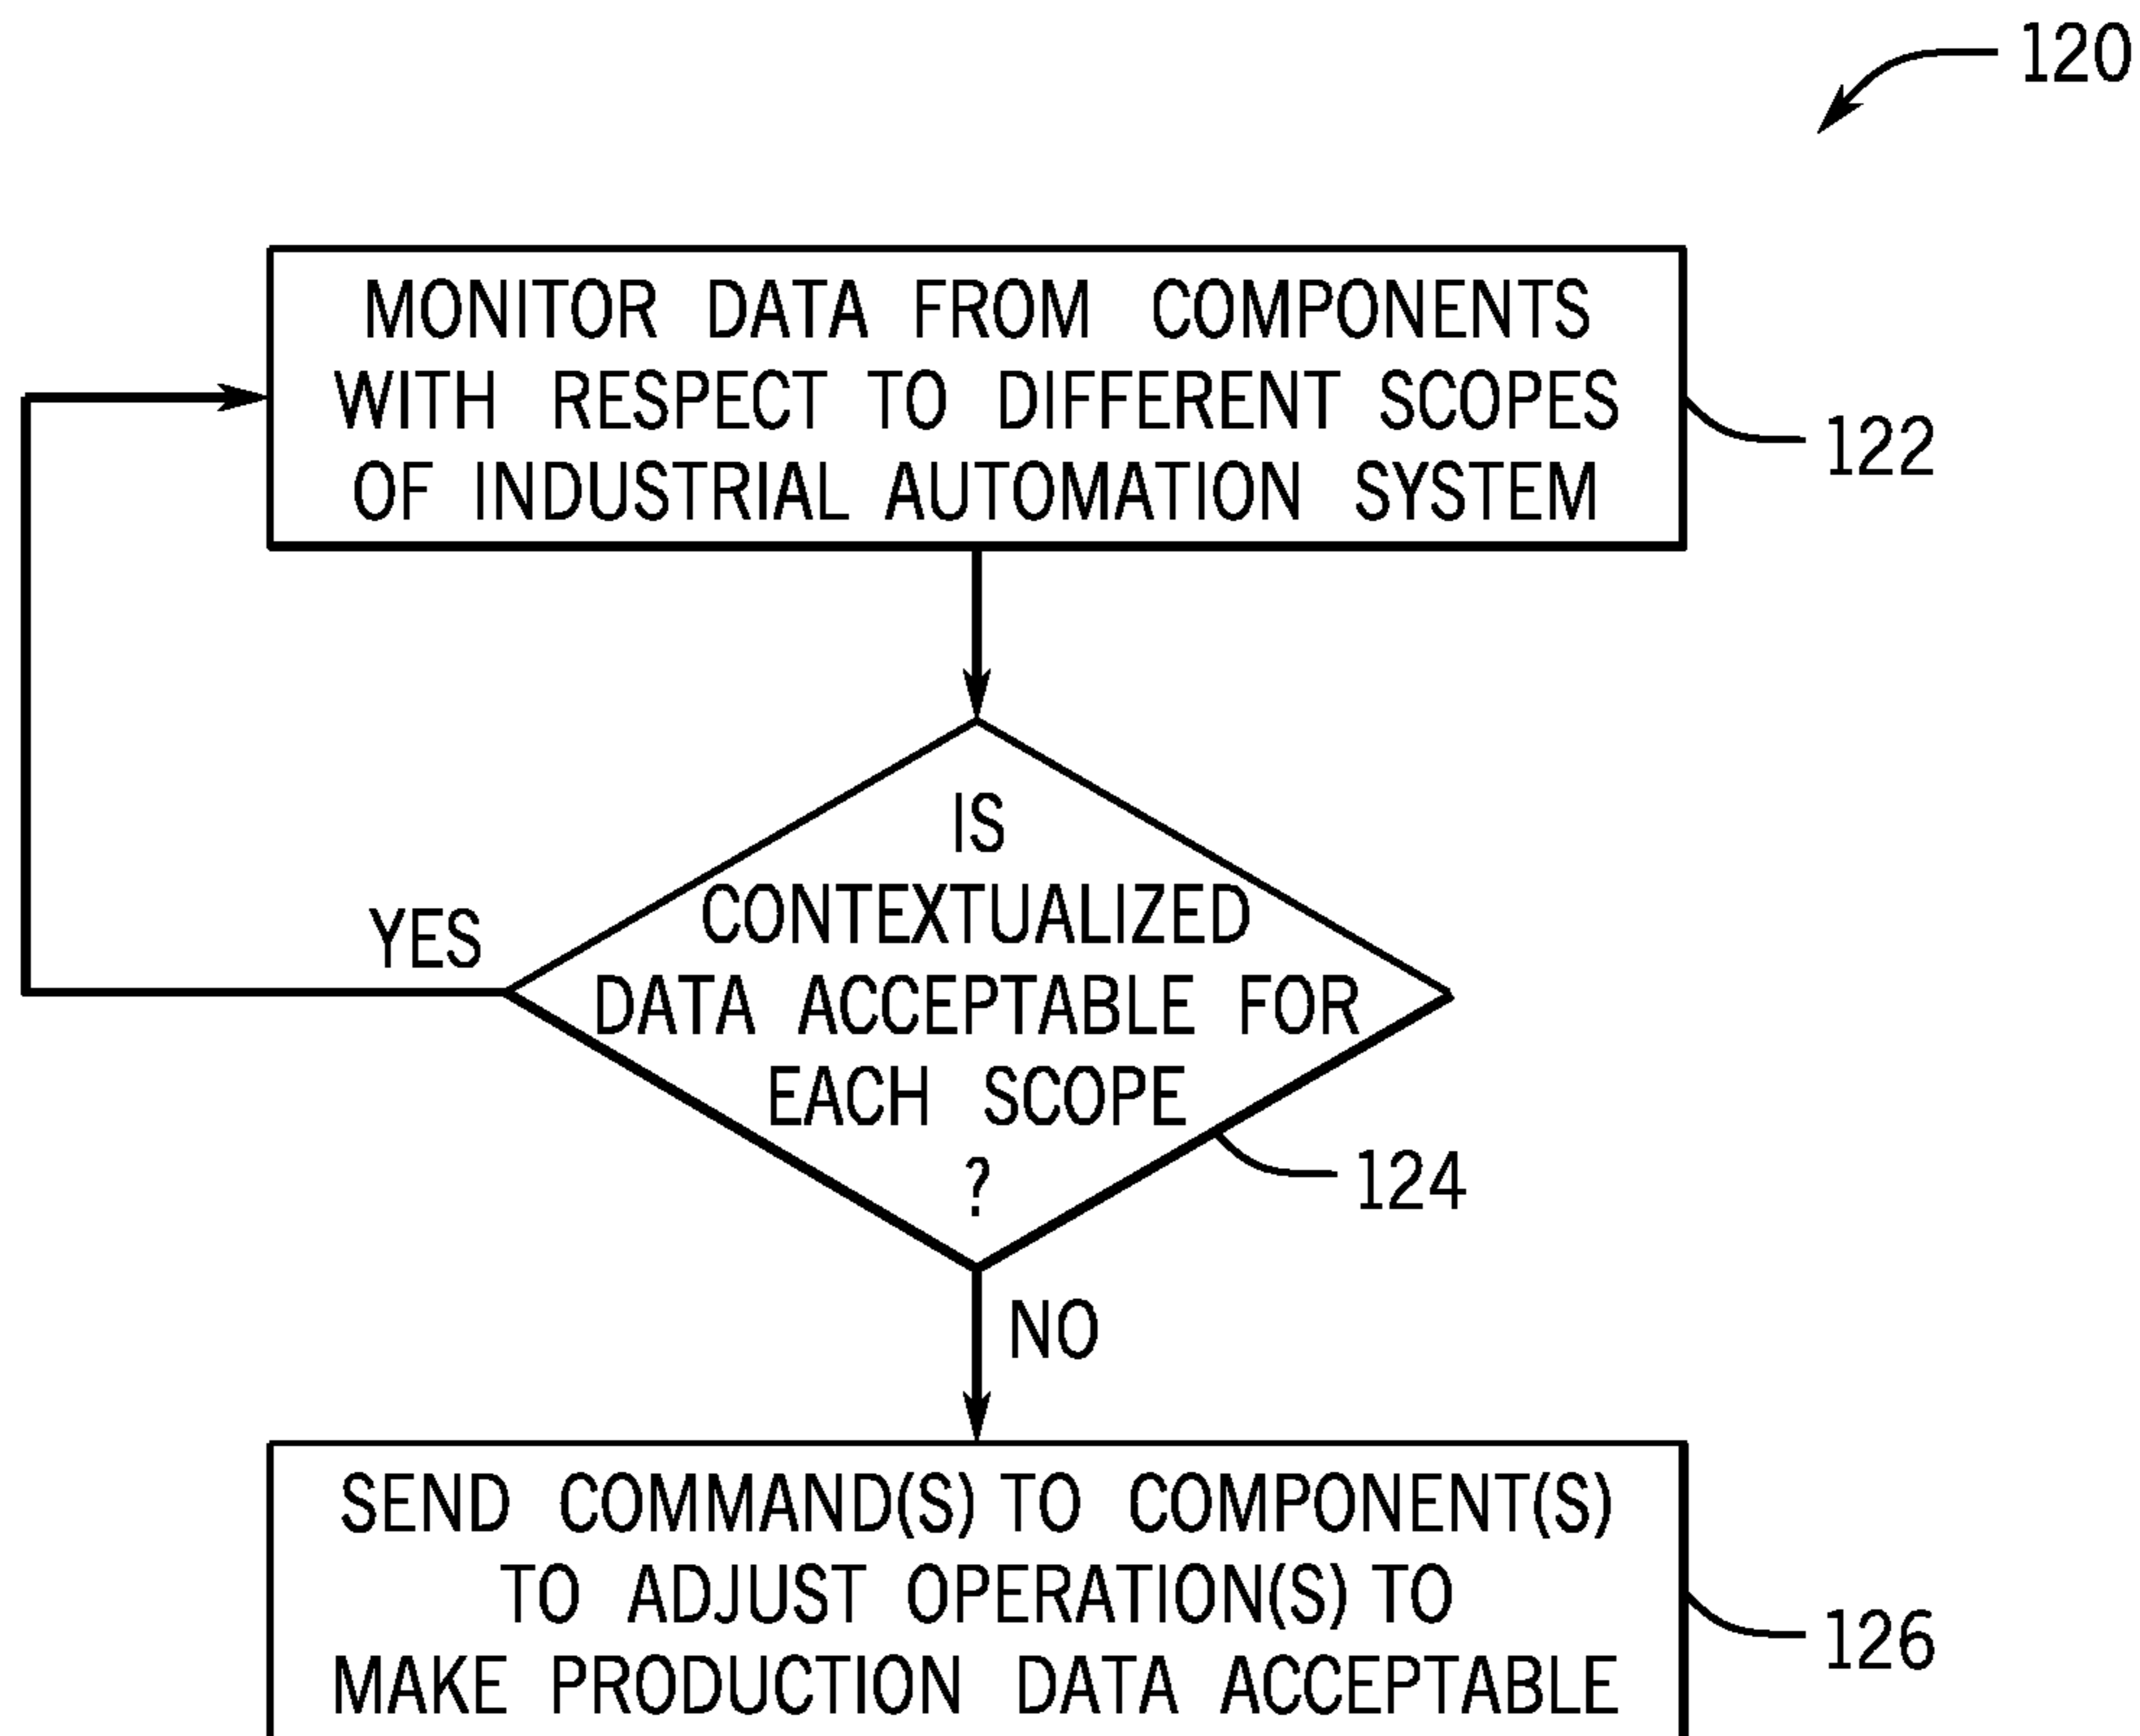 120
MONITOR DATA FROM COMPONENTS
WITH RESPECT TO DIFFERENT SCOPES
OF INDUSTRIAL AUTOMATION SYSTEM
122
IS
CONTEXTUALIZED
DATA ACCEPTABLE FOR
EACH SCOPE
?
YES
124
NO
SEND COMMAND(S) TO COMPONENT(S)
TO ADJUST OPERATION(S) TO
MAKE PRODUCTION DATA ACCEPTABLE
126